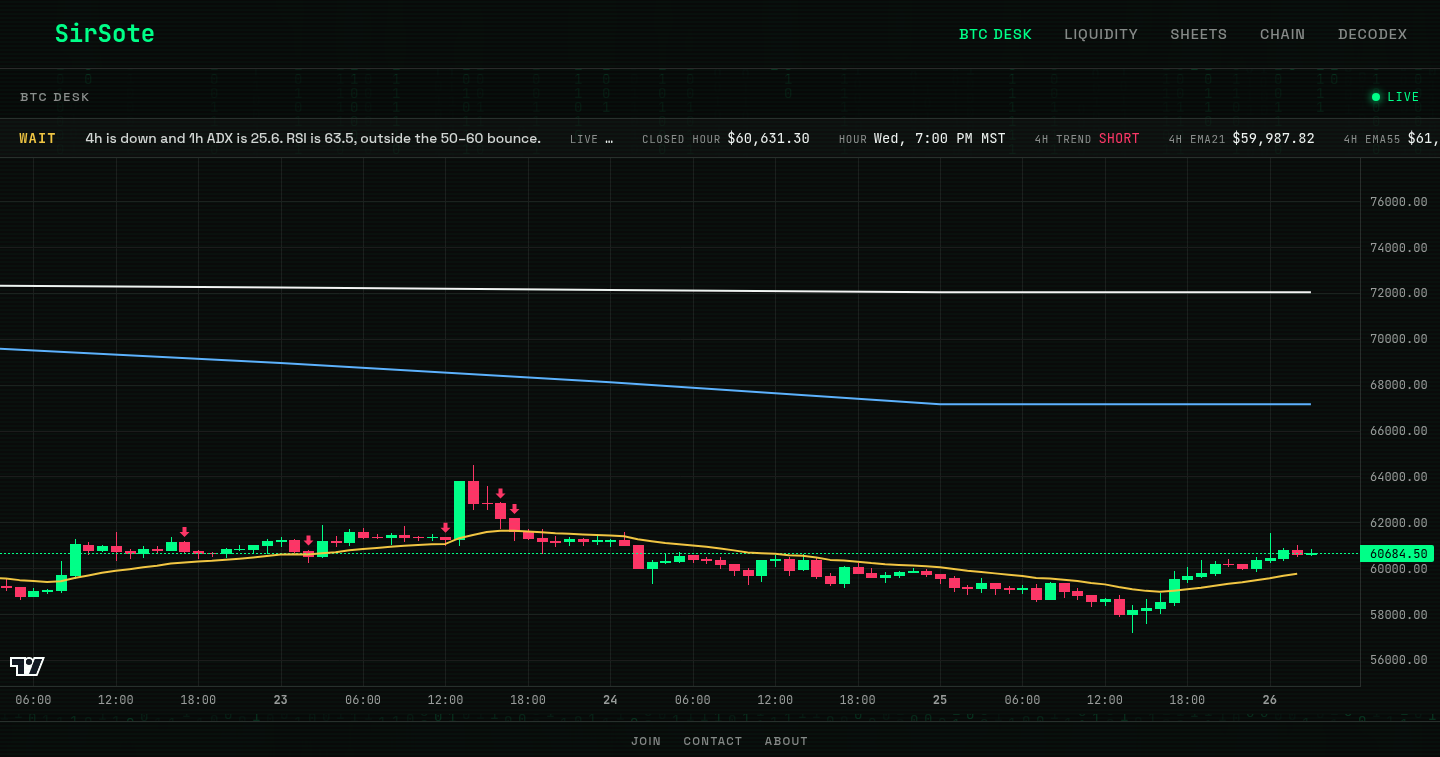 SirSote
BTC DESK LIQUIDITY SHEETS CHAIN DECODEX
BTC DESK
LIVE
WAIT 4h is down and 1h ADX is 25.6. RSI is 63.5, outside the 50–60 bounce. LIVE … CLOSED HOUR $60,631.30 HOUR Wed, 7:00 PM MST 4H TREND SHORT 4H EMA21 $59,987.82 4H EMA55 $61,
76000.00
74000.00
72000.00
70000.00
68000.00
66000.00
64000.00
62000.00
60684.50
60000.00
58000.00
56000.00
06:00 12:00 18:00 23 06:00 12:00 18:00 24 06:00 12:00 18:00 25 06:00 12:00 18:00 26
JOIN CONTACT ABOUT